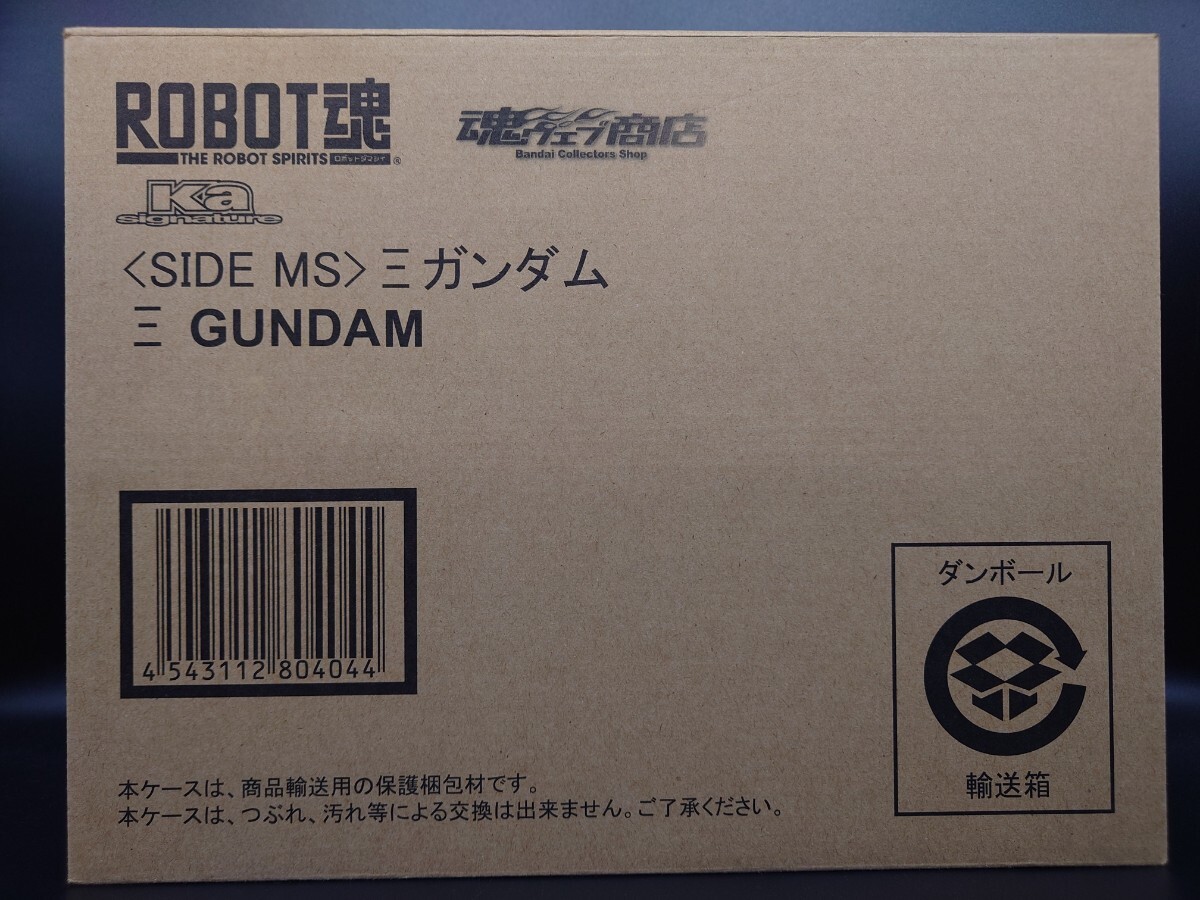 ROBOT魂
THE ROBOT SPIRITS ロボットダマシイ ®
魂ウェブ商店
Bandai Collectors Shop
Ka
signature
〈SIDE MS〉Ξガンダム
Ξ GUNDAM
4 543112 804044
ダンボール
輸送箱
本ケースは、商品輸送用の保護梱包材です。
本ケースは、つぶれ、汚れ等による交換は出来ません。ご了承ください。